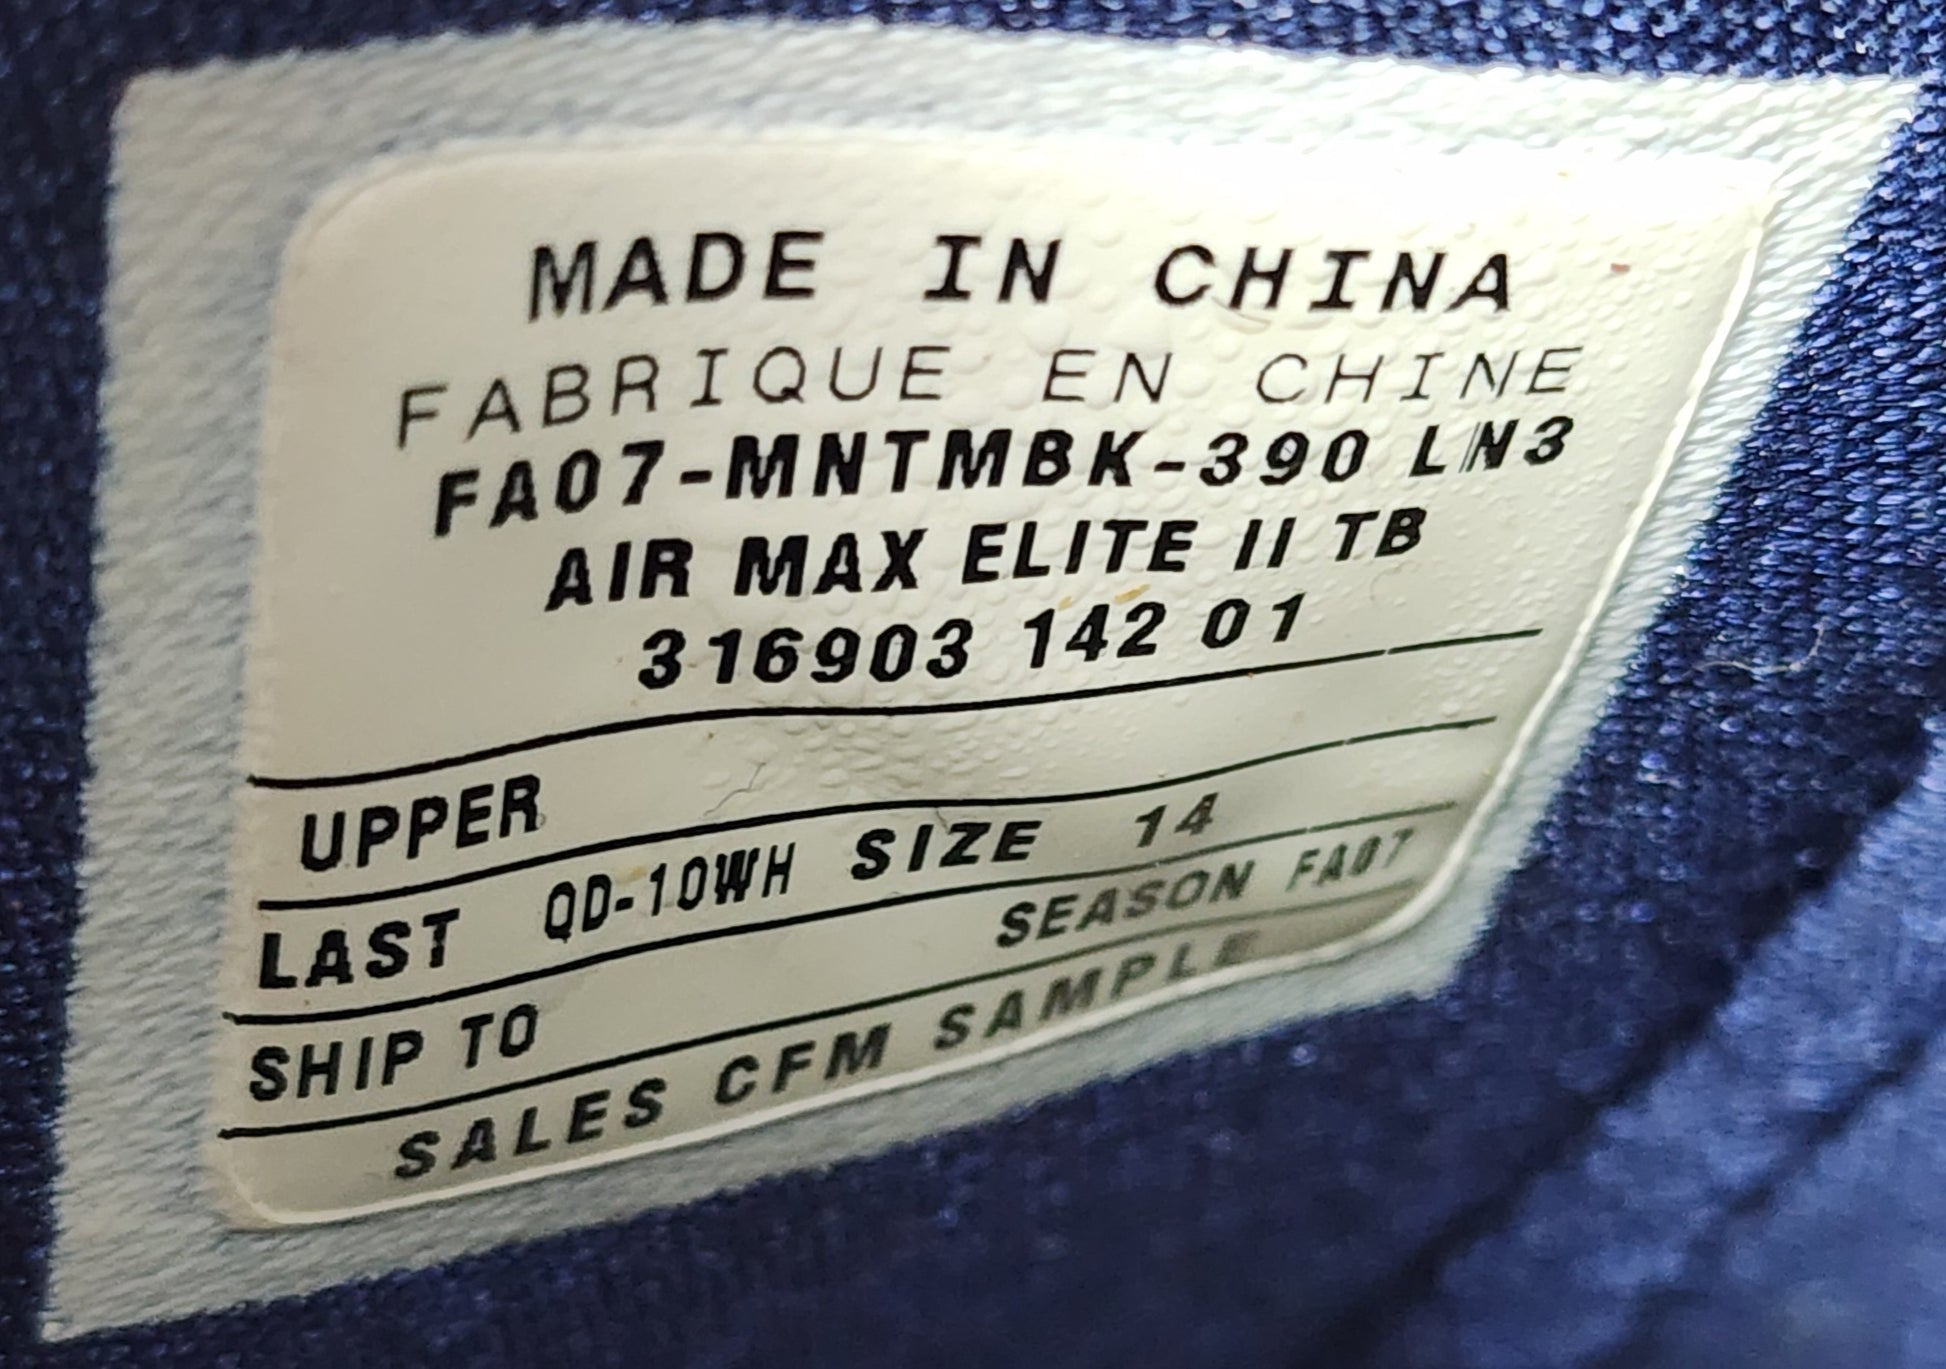 MADE IN CHINA
FABRIQUE EN CHINE
FA07-MNTMBK-390 LN3
AIR MAX ELITE II TB
316903 142 01
UPPER
LAST QD-10WH SIZE 14
SHIP TO SEASON FA07
SALES CFM SAMPLE